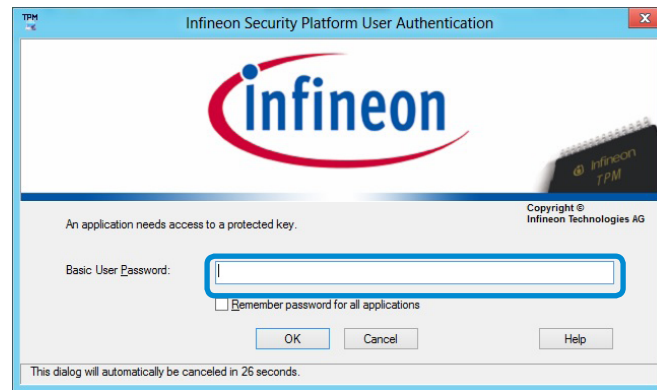 TPM
Infineon Security Platform User Authentication
x
infineon
Infineon
TPM
Copyright ©
Infineon Technologies AG
An application needs access to a protected key.
Basic User Password:
Remember password for all applications
OK Cancel Help
This dialog will automatically be canceled in 26 seconds.